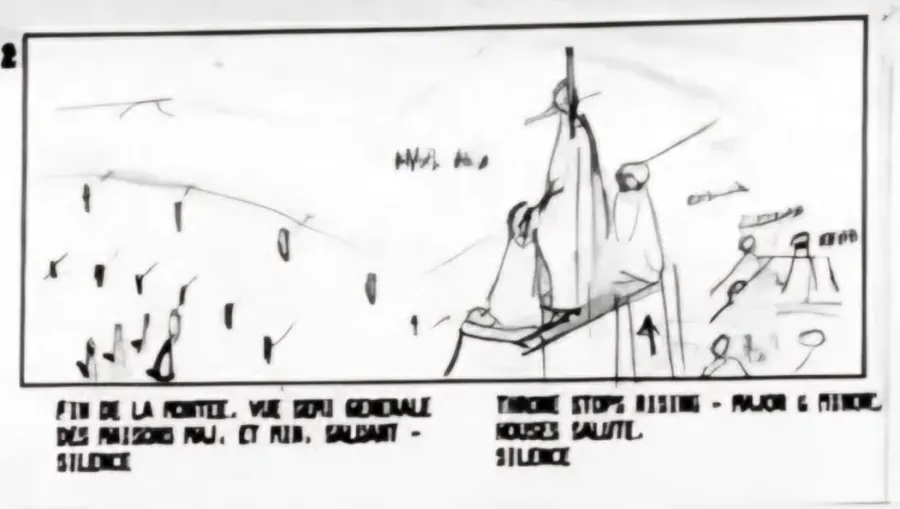 2
FIN DE LA MONTEE. VUE SEMI GENERALE
DES MAISONS MAJ. ET MIN. SALUANT -
SILENCE
THRONE STOPS RISING - MAJOR & MINOR
HOUSES SALUTE.
SILENCE